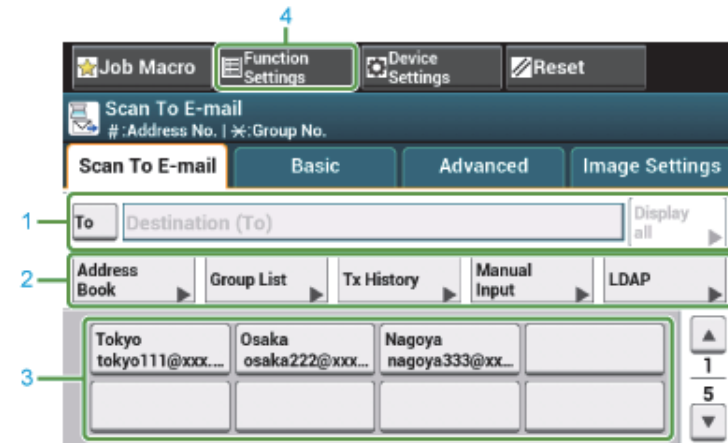 4
Job Macro Function Settings Device Settings Reset
Scan To E-mail
#:Address No. | ⚹:Group No.
Scan To E-mail Basic Advanced Image Settings
1 To Destination (To) Display all
2 Address Book Group List Tx History Manual Input LDAP
Tokyo Osaka Nagoya
tokyo111@xxx.... osaka222@xxx... nagoya333@xx...
3
1
5